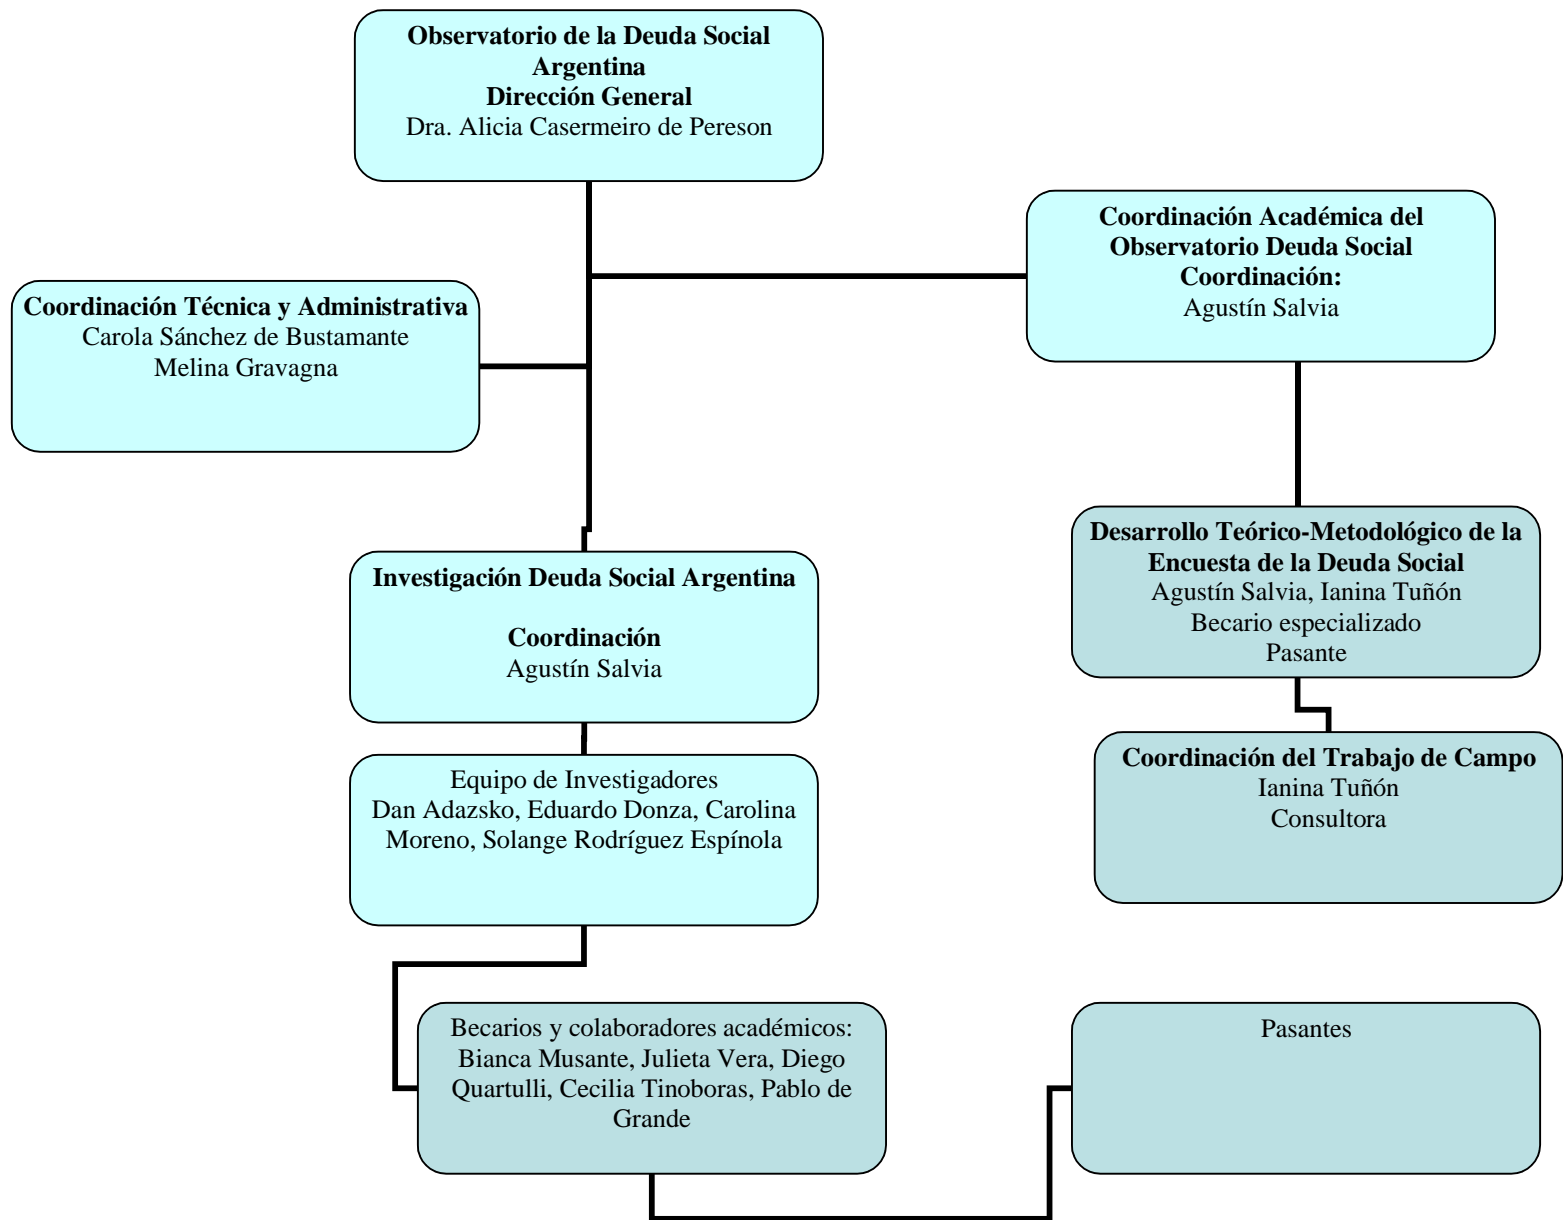 Observatorio de la Deuda Social
Argentina
Dirección General
Dra. Alicia Casermeiro de Pereson
Coordinación Académica del
Observatorio Deuda Social
Coordinación:
Agustín Salvia
Coordinación Técnica y Administrativa
Carola Sánchez de Bustamante
Melina Gravagna
Desarrollo Teórico-Metodológico de la
Encuesta de la Deuda Social
Agustín Salvia, Ianina Tuñón
Becario especializado
Pasante
Investigación Deuda Social Argentina
Coordinación
Agustín Salvia
Coordinación del Trabajo de Campo
Ianina Tuñón
Consultora
Equipo de Investigadores
Dan Adazsko, Eduardo Donza, Carolina
Moreno, Solange Rodríguez Espínola
Becarios y colaboradores académicos:
Bianca Musante, Julieta Vera, Diego
Quartulli, Cecilia Tinoboras, Pablo de
Grande
Pasantes